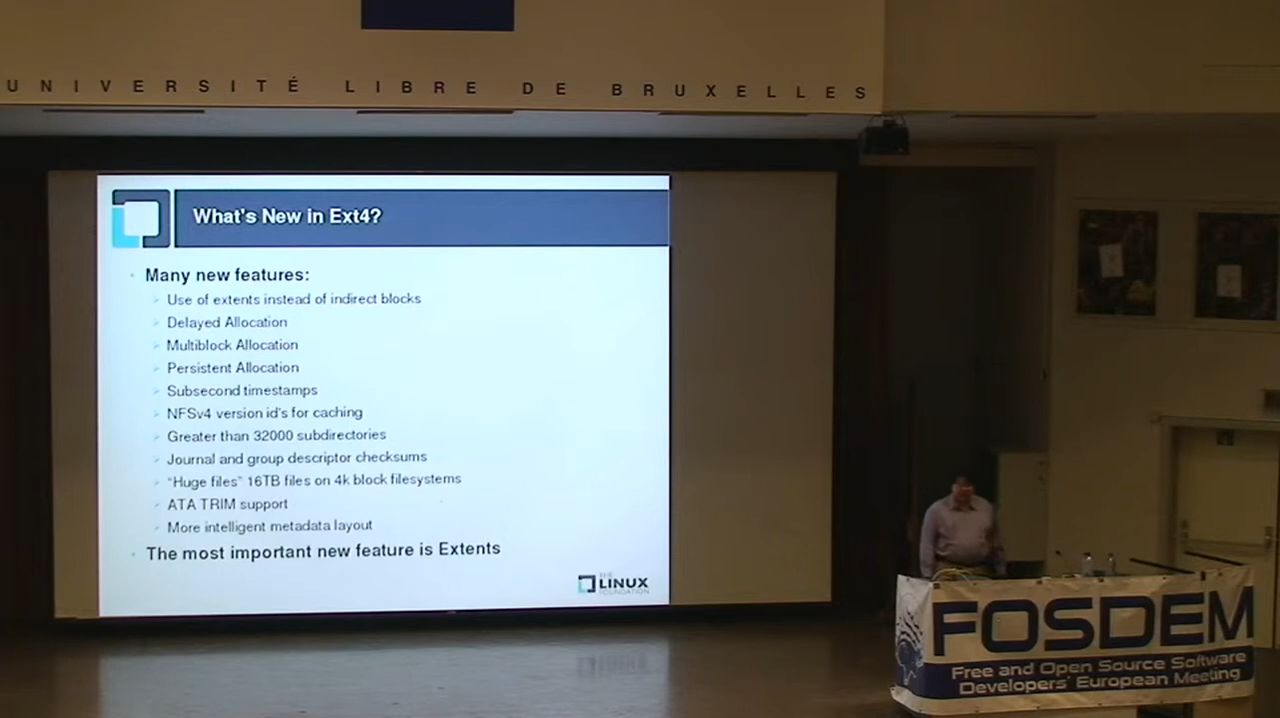 UNIVERSITÉ LIBRE DE BRUXELLES
What's New in Ext4?
Many new features:
Use of extents instead of indirect blocks
Delayed Allocation
Multiblock Allocation
Persistent Allocation
Subsecond timestamps
NFSv4 version id's for caching
Greater than 32000 subdirectories
Journal and group descriptor checksums
"Huge files" 16TB files on 4k block filesystems
ATA TRIM support
More intelligent metadata layout
The most important new feature is Extents
THE
LINUX
FOUNDATION
FOSDEM
Free and Open Source Software
Developers' European Meeting